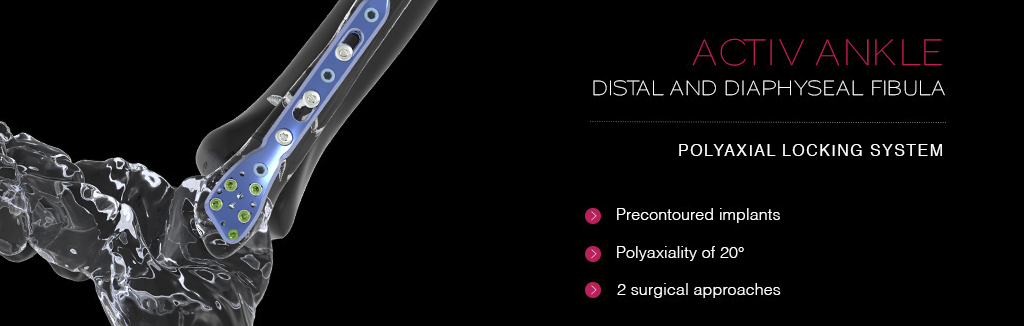 ACTIV ANKLE
DISTAL AND DIAPHYSEAL FIBULA
POLYAXIAL LOCKING SYSTEM
Precontoured implants
Polyaxiality of 20°
2 surgical approaches